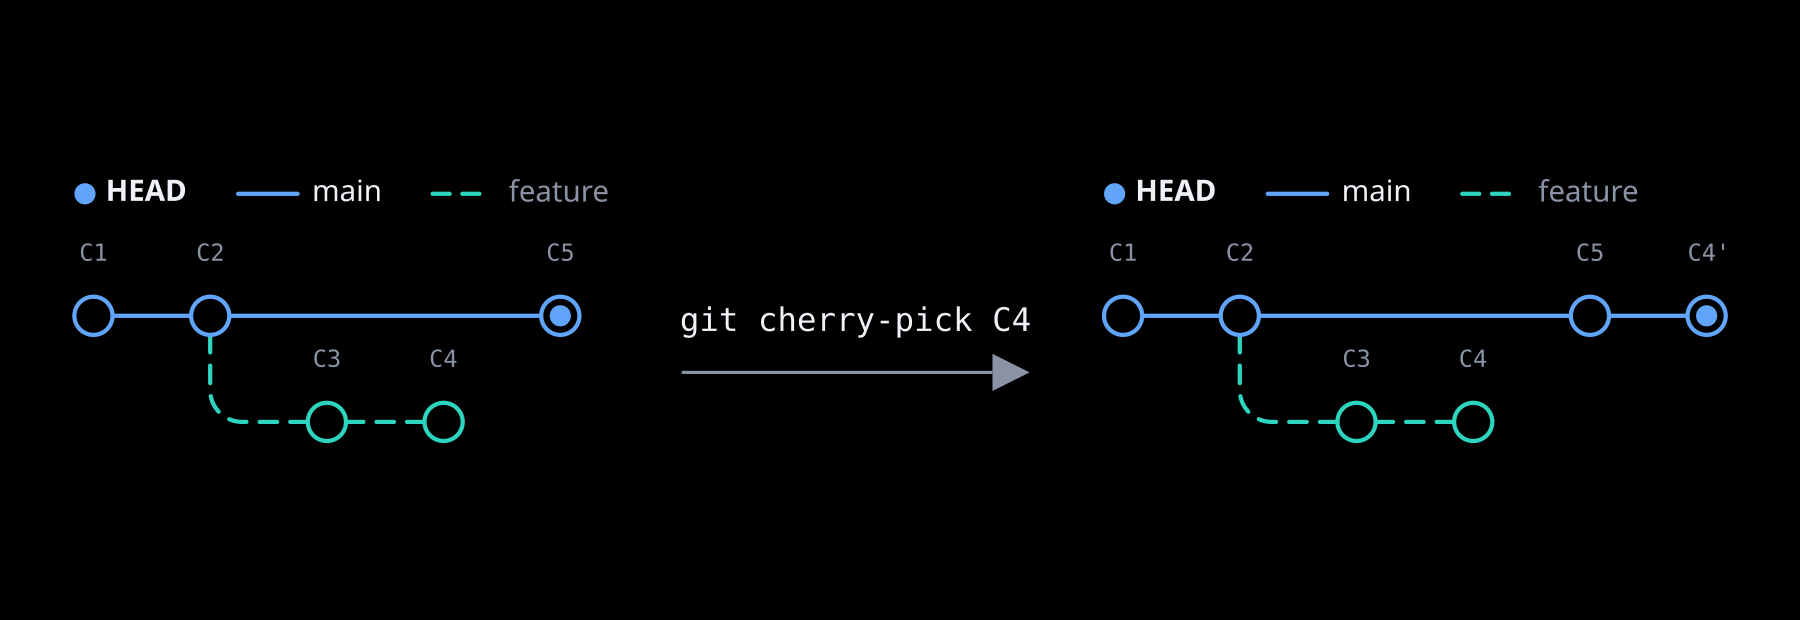 HEAD main feature
C1 C2 C5
C3 C4
git cherry-pick C4
HEAD main feature
C1 C2 C5 C4'
C3 C4